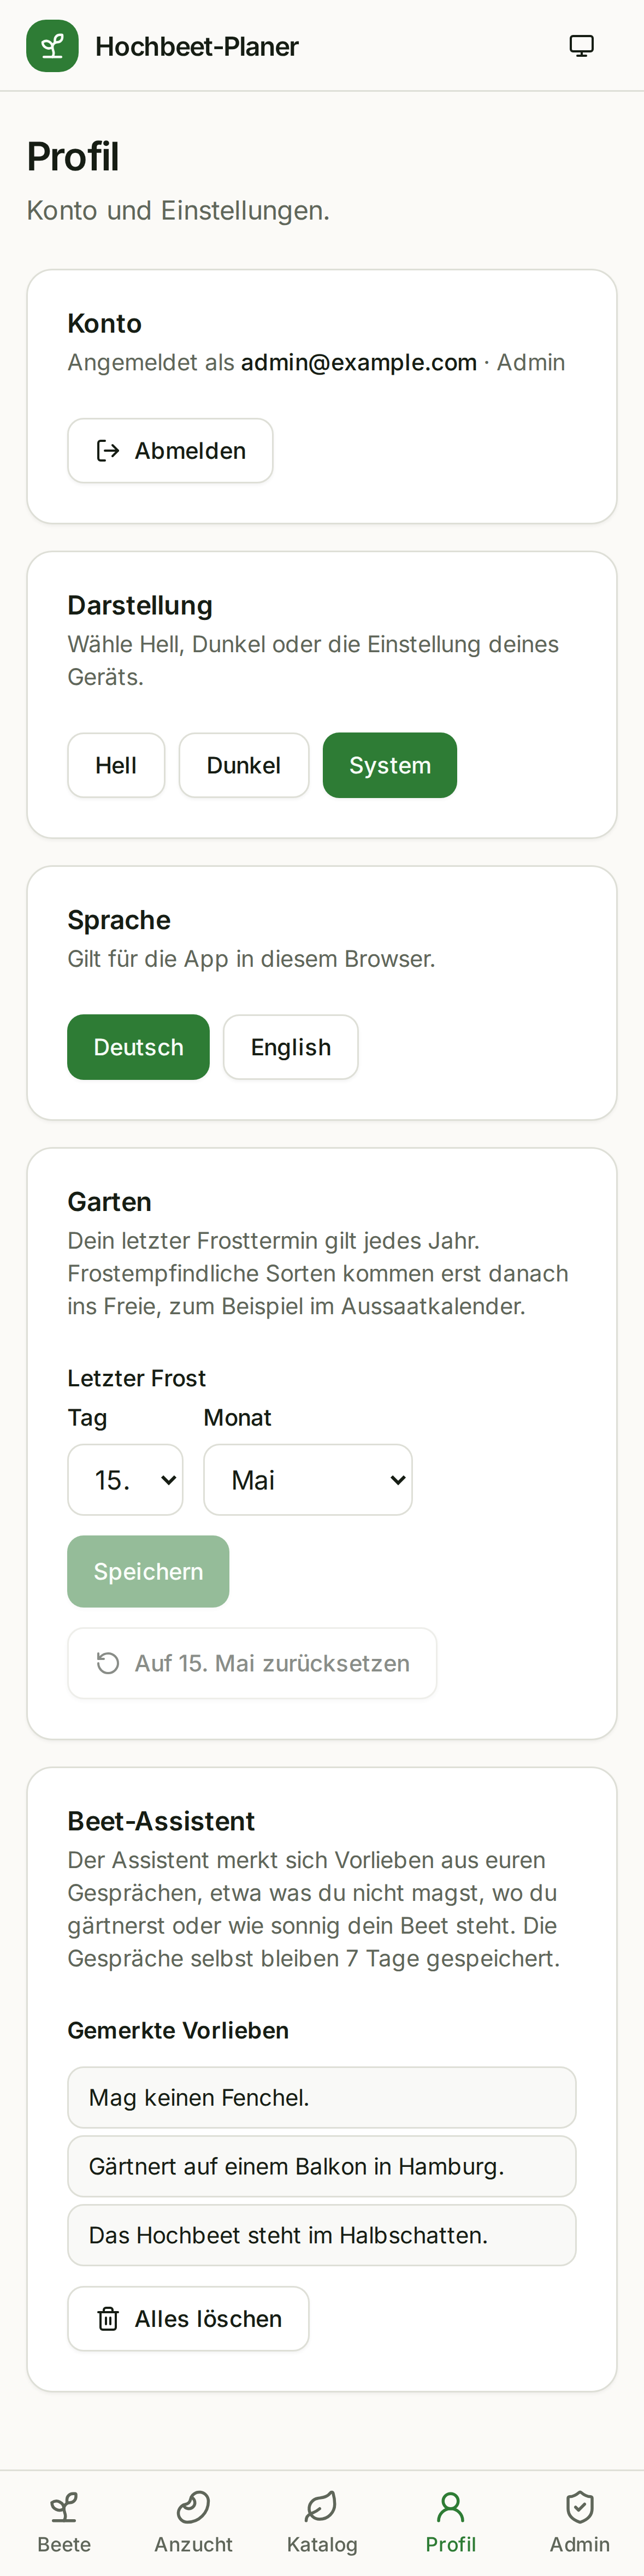 Hochbeet-Planer
Profil
Konto und Einstellungen.
Konto
Angemeldet als admin@example.com · Admin
Abmelden
Darstellung
Wähle Hell, Dunkel oder die Einstellung deines
Geräts.
Hell Dunkel System
Sprache
Gilt für die App in diesem Browser.
Deutsch English
Garten
Dein letzter Frosttermin gilt jedes Jahr.
Frostempfindliche Sorten kommen erst danach
ins Freie, zum Beispiel im Aussaatkalender.
Letzter Frost
Tag Monat
15. Mai
Speichern
Auf 15. Mai zurücksetzen
Beet-Assistent
Der Assistent merkt sich Vorlieben aus euren
Gesprächen, etwa was du nicht magst, wo du
gärtnerst oder wie sonnig dein Beet steht. Die
Gespräche selbst bleiben 7 Tage gespeichert.
Gemerkte Vorlieben
Mag keinen Fenchel.
Gärtnert auf einem Balkon in Hamburg.
Das Hochbeet steht im Halbschatten.
Alles löschen
Beete Anzucht Katalog Profil Admin